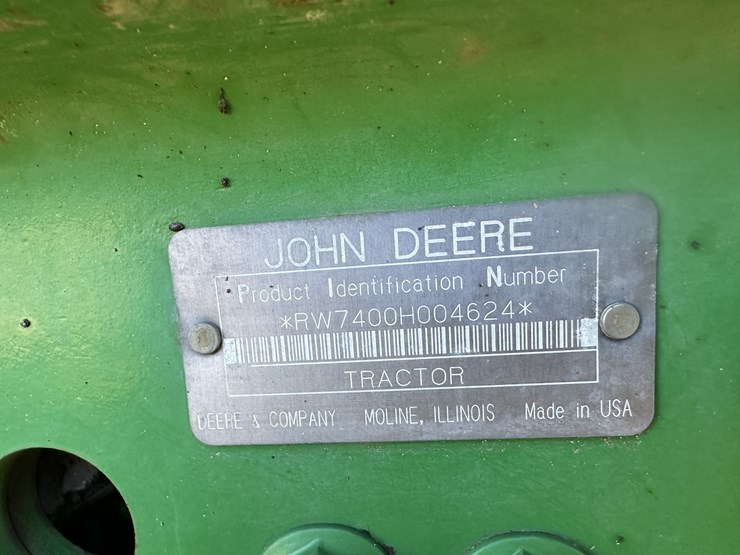 JOHN DEERE
Product Identification Number
*RW7400H004624*
TRACTOR
DEERE & COMPANY MOLINE, ILLINOIS Made in USA